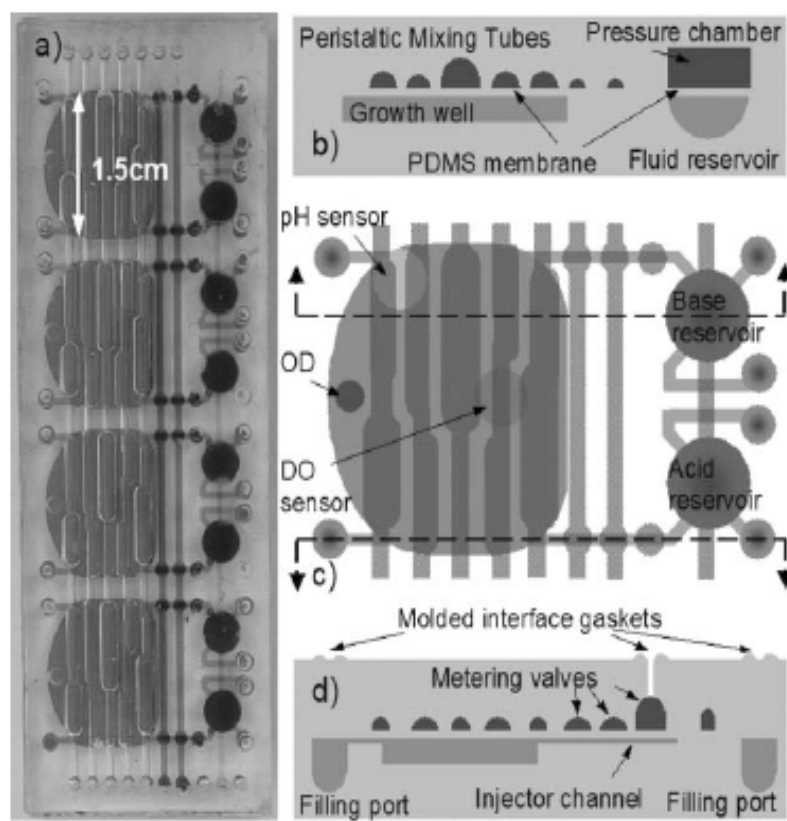 a)
1.5cm
Peristaltic Mixing Tubes
Pressure chamber
Growth well
b)
PDMS membrane
Fluid reservoir
pH sensor
Base
reservoir
OD
DO
sensor
Acid
reservoir
c)
Molded interface gaskets
d)
Metering valves
Filling port
Injector channel
Filling port